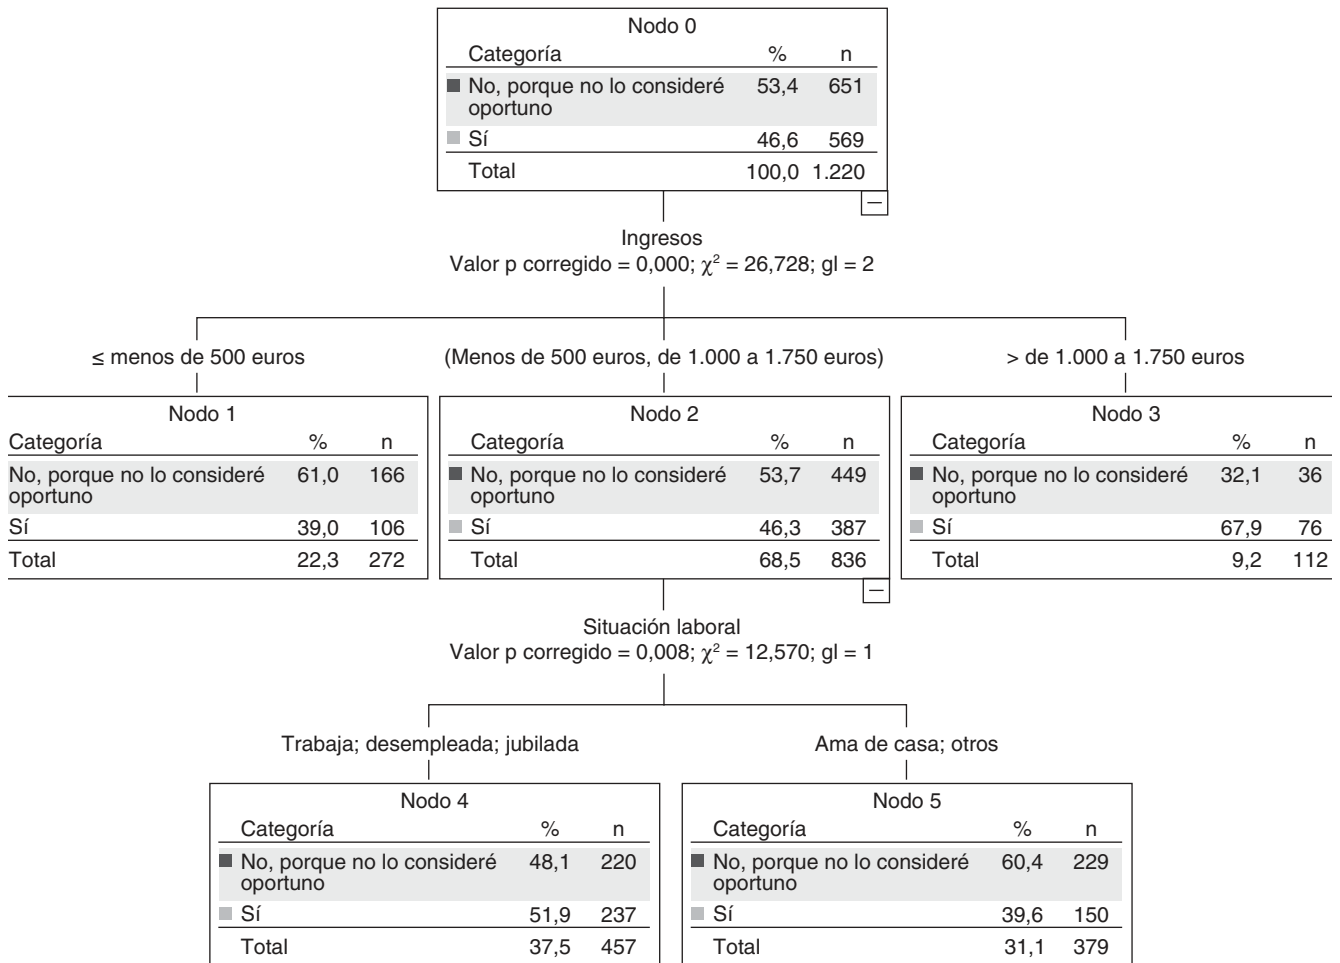 Nodo 0
Categoría % n
No, porque no lo consideré 53,4 651
oportuno
Sí 46,6 569
Total 100,0 1.220
Ingresos
Valor p corregido = 0,000; χ² = 26,728; gl = 2
≤ menos de 500 euros (Menos de 500 euros, de 1.000 a 1.750 euros) > de 1.000 a 1.750 euros
Nodo 1
Categoría % n
No, porque no lo consideré 61,0 166
oportuno
Sí 39,0 106
Total 22,3 272
Nodo 2
Categoría % n
No, porque no lo consideré 53,7 449
oportuno
Sí 46,3 387
Total 68,5 836
Nodo 3
Categoría % n
No, porque no lo consideré 32,1 36
oportuno
Sí 67,9 76
Total 9,2 112
Situación laboral
Valor p corregido = 0,008; χ² = 12,570; gl = 1
Trabaja; desempleada; jubilada Ama de casa; otros
Nodo 4
Categoría % n
No, porque no lo consideré 48,1 220
oportuno
Sí 51,9 237
Total 37,5 457
Nodo 5
Categoría % n
No, porque no lo consideré 60,4 229
oportuno
Sí 39,6 150
Total 31,1 379